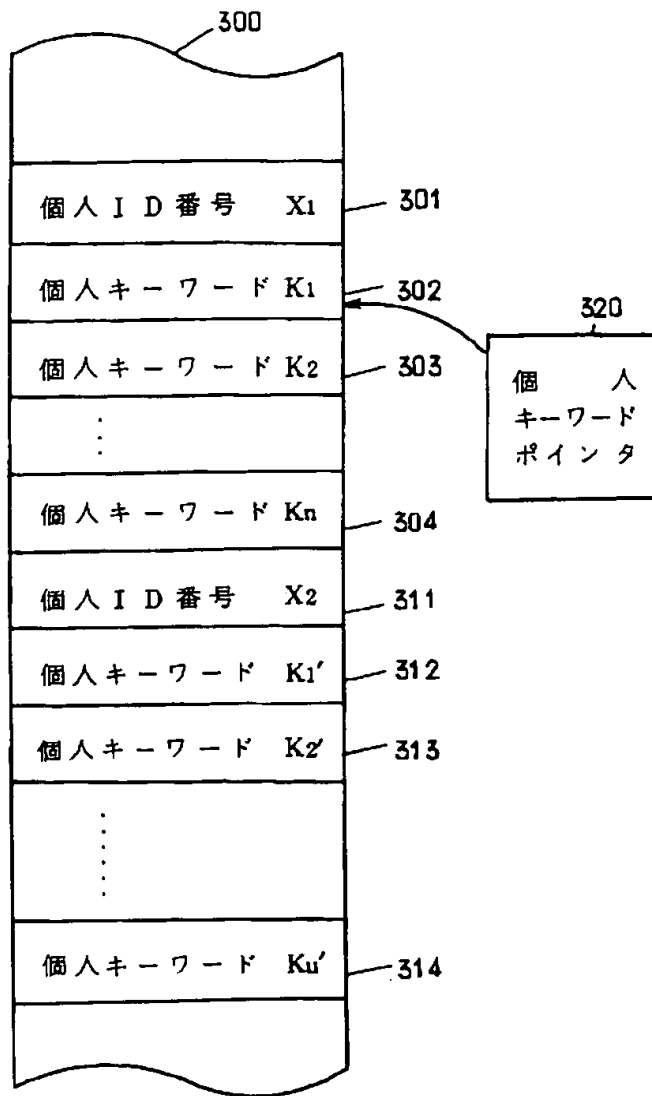 300
個人ID番号 X1
301
個人キーワード K1
302
320
個人
キーワード
ポインタ
個人キーワード K2
303
個人キーワード Kn
304
個人ID番号 X2
311
個人キーワード K1′
312
個人キーワード K2′
313
個人キーワード Ku′
314